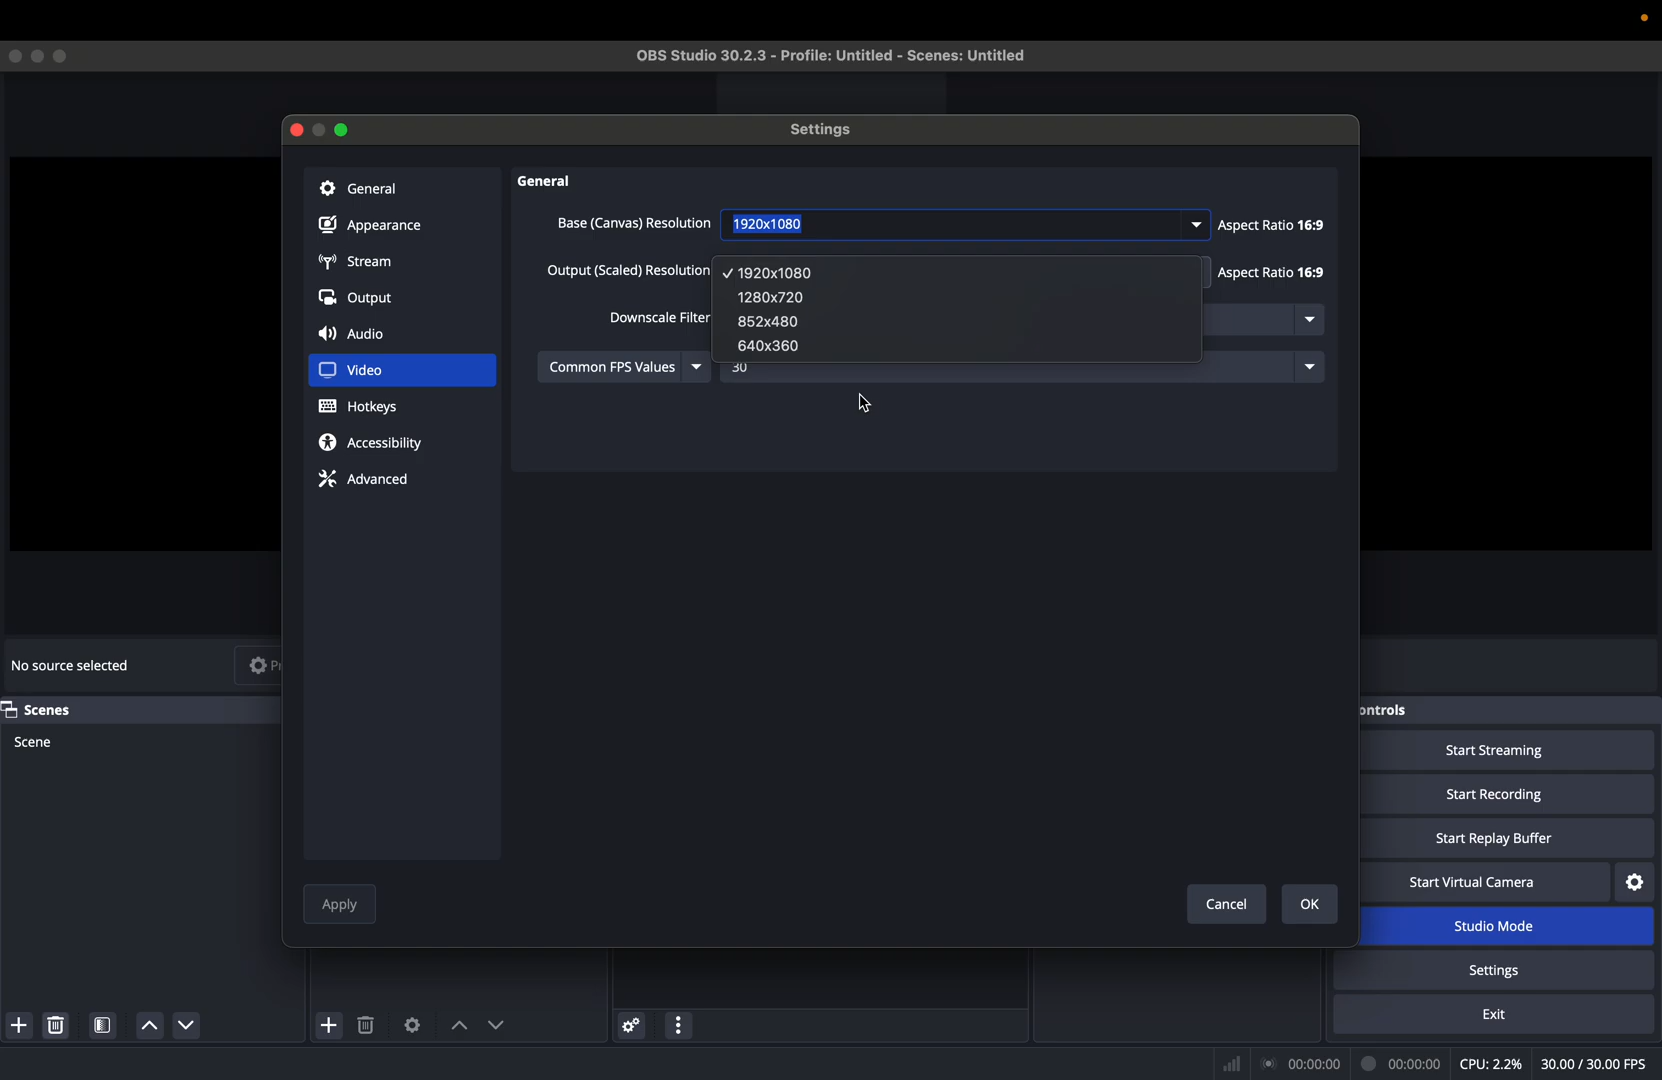 OBS Studio 30.2.3 - Profile: Untitled - Scenes: Untitled
Settings
General
Appearance
Stream
Output
Audio
Video
Hotkeys
Accessibility
Advanced
General
Base (Canvas) Resolution 1920x1080 Aspect Ratio 16:9
Output (Scaled) Resolution Aspect Ratio 16:9
✓ 1920x1080
1280x720
852x480
640x360
Downscale Filter
Common FPS Values 30
Apply
Cancel
OK
No source selected
Scenes
Scene
ontrols
Start Streaming
Start Recording
Start Replay Buffer
Start Virtual Camera
Studio Mode
Settings
Exit
00:00:00 00:00:00 CPU: 2.2% 30.00 / 30.00 FPS